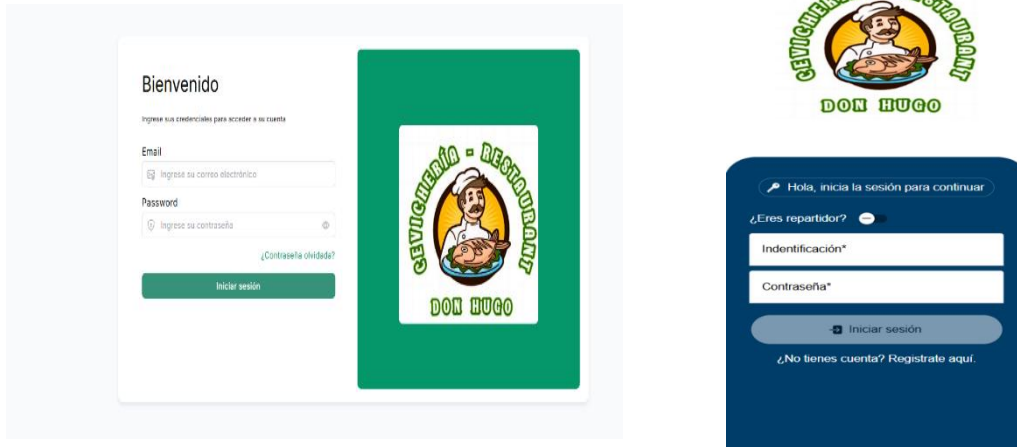 Bienvenido
Ingrese sus credenciales para acceder a su cuenta
Email
Ingrese su correo electrónico
Password
Ingrese su contraseña
¿Contraseña olvidada?
Iniciar sesión
CEVICHERÍA - RESTAURANT
DON HUGO
CEVICHERÍA - RESTAURANT
DON HUGO
Hola, inicia la sesión para continuar
¿Eres repartidor?
Indentificación*
Contraseña*
Iniciar sesión
¿No tienes cuenta? Registrate aquí.